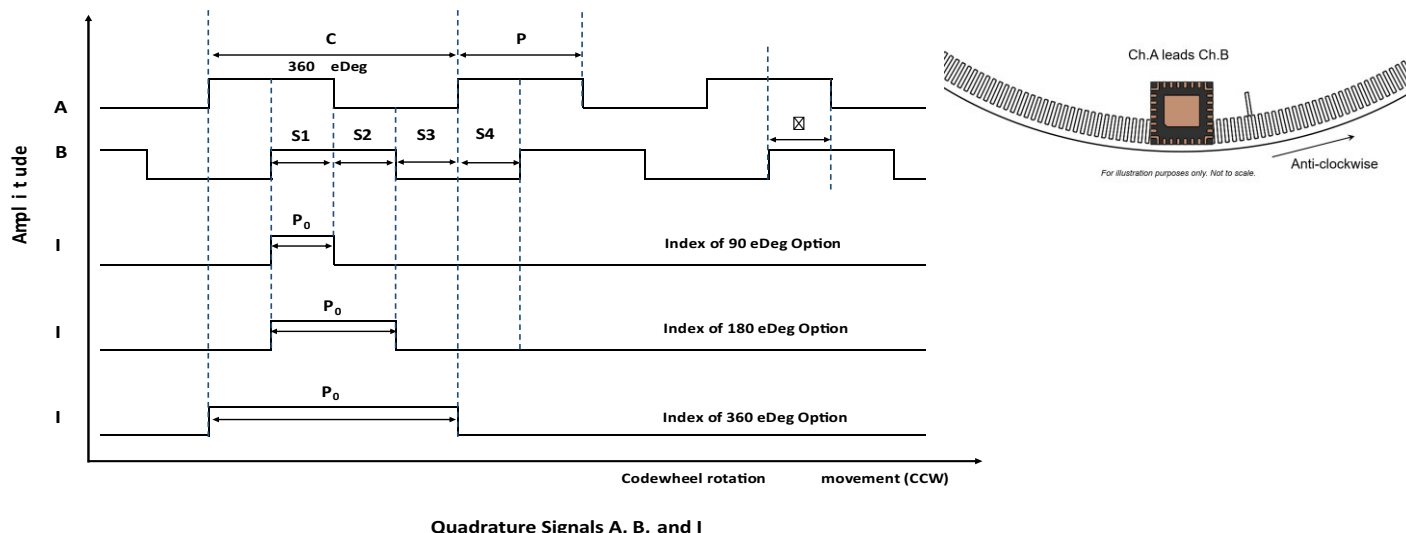 C
P
360 eDeg
A
S1
S2
S3
S4
B
Amplitude
P0
I
Index of 90 eDeg Option
P0
I
Index of 180 eDeg Option
P0
I
Index of 360 eDeg Option
Codewheel rotation movement (CCW)
Quadrature Signals A, B, and I
Ch.A leads Ch.B
Anti-clockwise
For illustration purposes only. Not to scale.